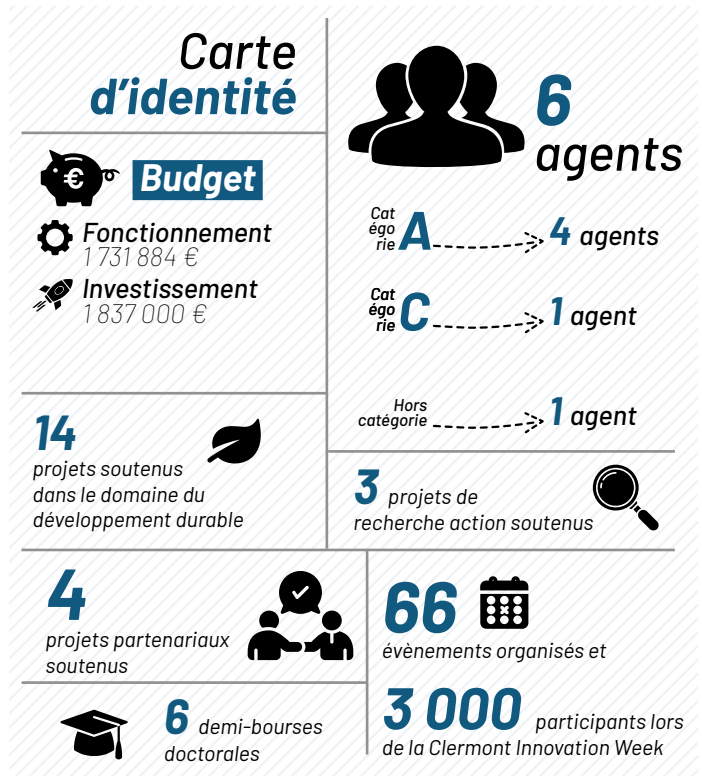 Carte
d'identité
€
Budget
Fonctionnement
1 731 884 €
Investissement
1 837 000 €
6
agents
Cat
égo
rie A 4 agents
Cat
égo
rie C 1 agent
Hors
catégorie 1 agent
14
projets soutenus
dans le domaine du
développement durable
3 projets de
recherche action soutenus
4
projets partenariaux
soutenus
66
évènements organisés et
3 000 participants lors
de la Clermont Innovation Week
6 demi-bourses
doctorales